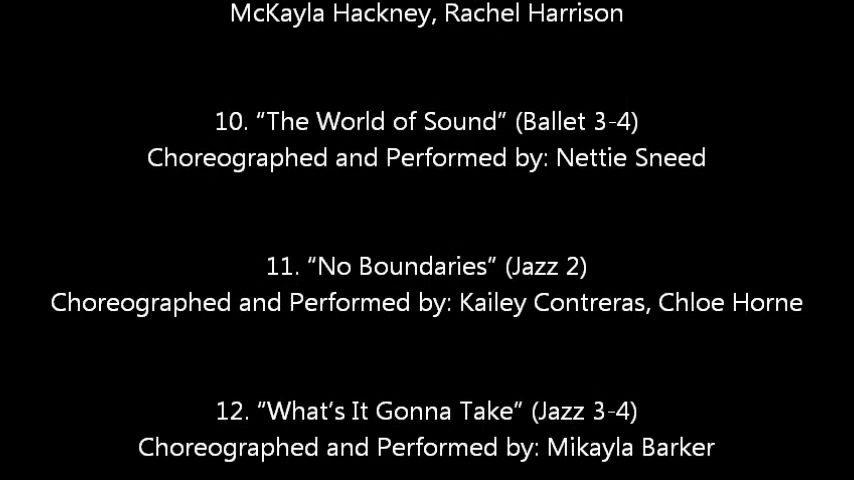 McKayla Hackney, Rachel Harrison
10. “The World of Sound” (Ballet 3-4)
Choreographed and Performed by: Nettie Sneed
11. “No Boundaries” (Jazz 2)
Choreographed and Performed by: Kailey Contreras, Chloe Horne
12. “What’s It Gonna Take” (Jazz 3-4)
Choreographed and Performed by: Mikayla Barker